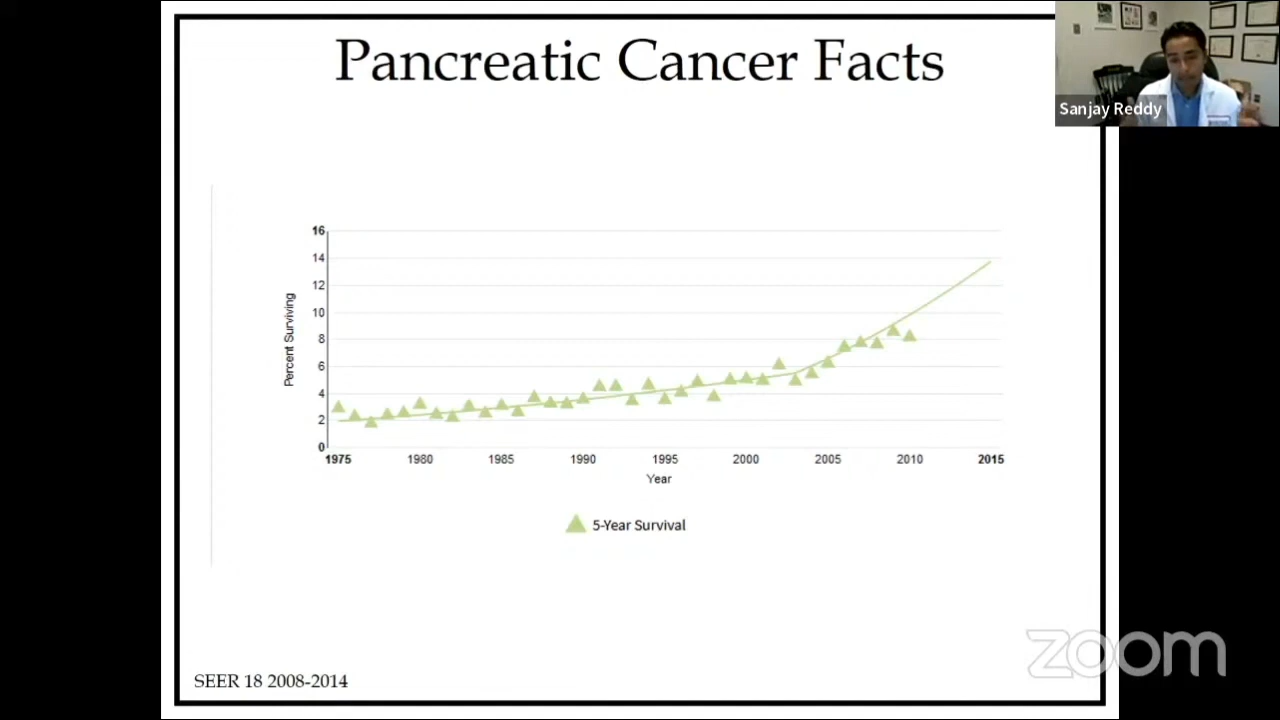 Pancreatic Cancer Facts
Sanjay Reddy
16
14
12
10
8
6
4
2
0
Percent Surviving
1975 1980 1985 1990 1995 2000 2005 2010 2015
Year
5-Year Survival
SEER 18 2008-2014
zoom